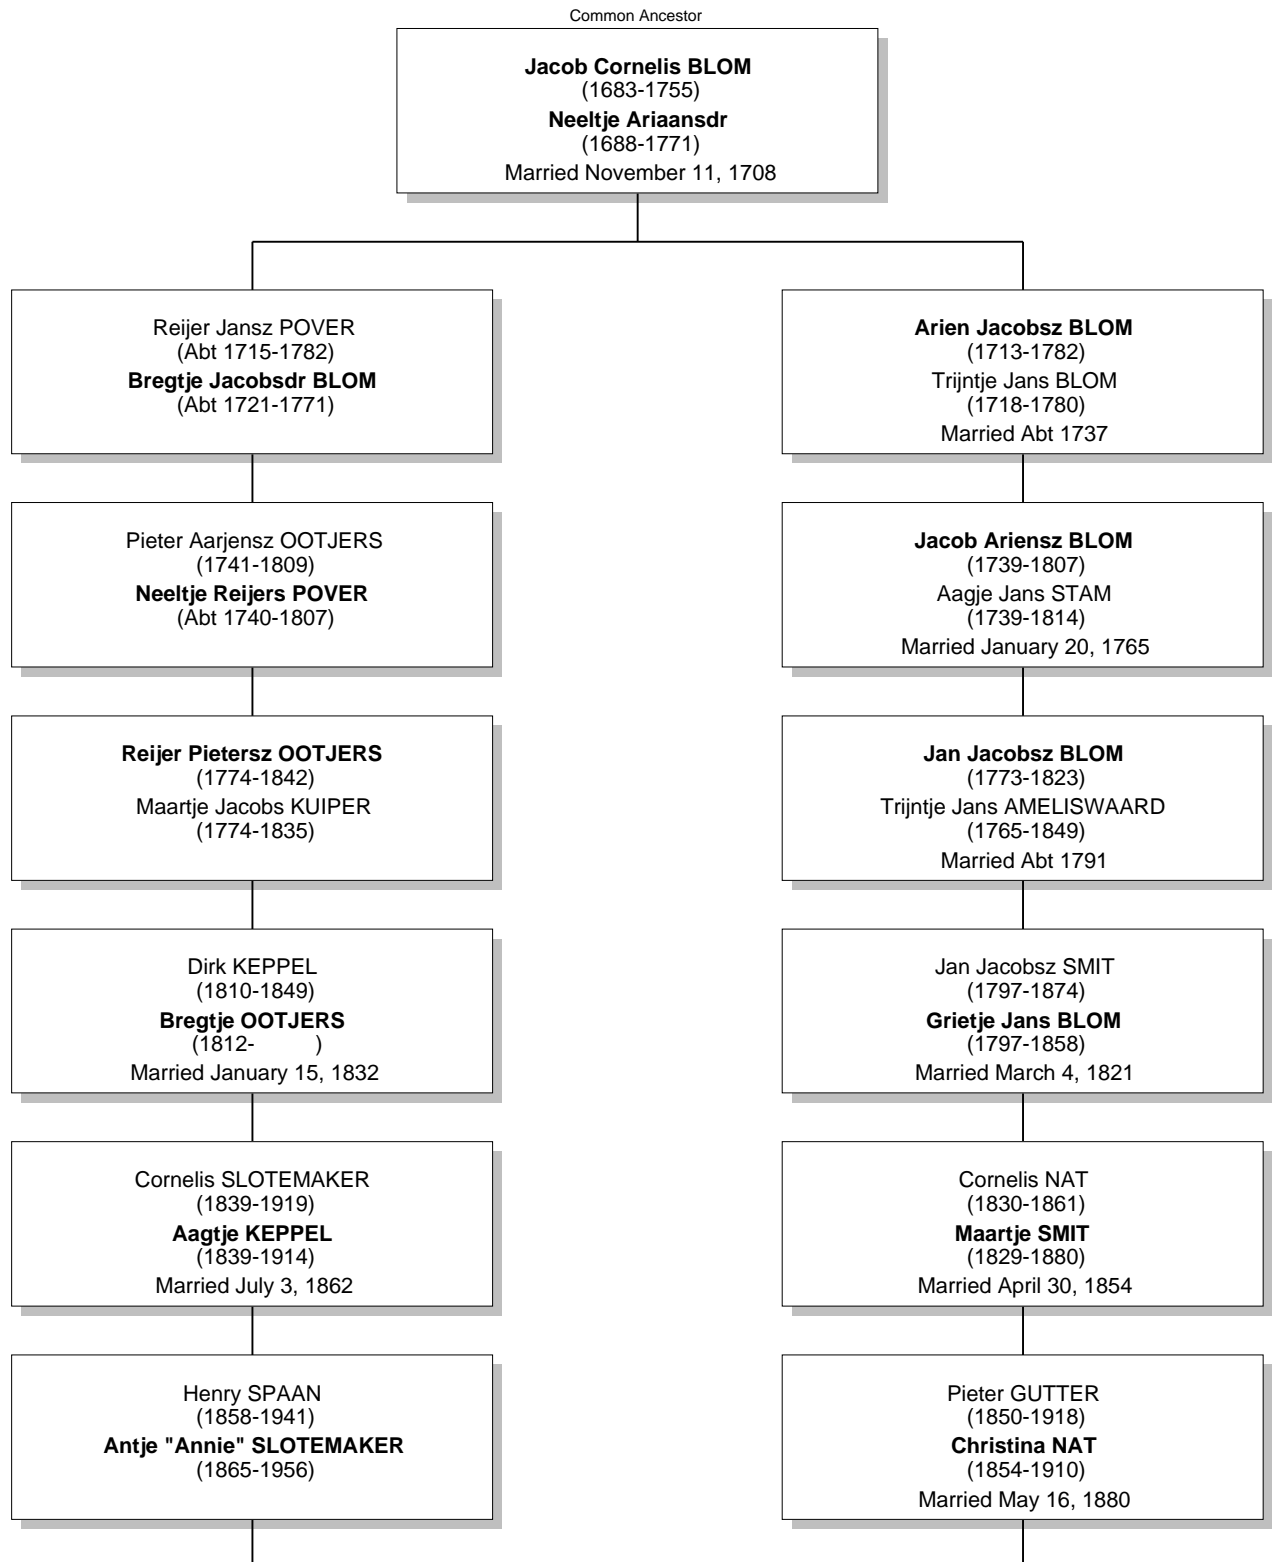 Common Ancestor
Jacob Cornelis BLOM
(1683-1755)
Neeltje Ariaansdr
(1688-1771)
Married November 11, 1708
Reijer Jansz POVER
(Abt 1715-1782)
Bregtje Jacobsdr BLOM
(Abt 1721-1771)
Arien Jacobsz BLOM
(1713-1782)
Trijntje Jans BLOM
(1718-1780)
Married Abt 1737
Pieter Aarjensz OOTJERS
(1741-1809)
Neeltje Reijers POVER
(Abt 1740-1807)
Jacob Ariensz BLOM
(1739-1807)
Aagje Jans STAM
(1739-1814)
Married January 20, 1765
Reijer Pietersz OOTJERS
(1774-1842)
Maartje Jacobs KUIPER
(1774-1835)
Jan Jacobsz BLOM
(1773-1823)
Trijntje Jans AMELISWAARD
(1765-1849)
Married Abt 1791
Dirk KEPPEL
(1810-1849)
Bregtje OOTJERS
(1812- )
Married January 15, 1832
Jan Jacobsz SMIT
(1797-1874)
Grietje Jans BLOM
(1797-1858)
Married March 4, 1821
Cornelis SLOTEMAKER
(1839-1919)
Aagtje KEPPEL
(1839-1914)
Married July 3, 1862
Cornelis NAT
(1830-1861)
Maartje SMIT
(1829-1880)
Married April 30, 1854
Henry SPAAN
(1858-1941)
Antje "Annie" SLOTEMAKER
(1865-1956)
Pieter GUTTER
(1850-1918)
Christina NAT
(1854-1910)
Married May 16, 1880